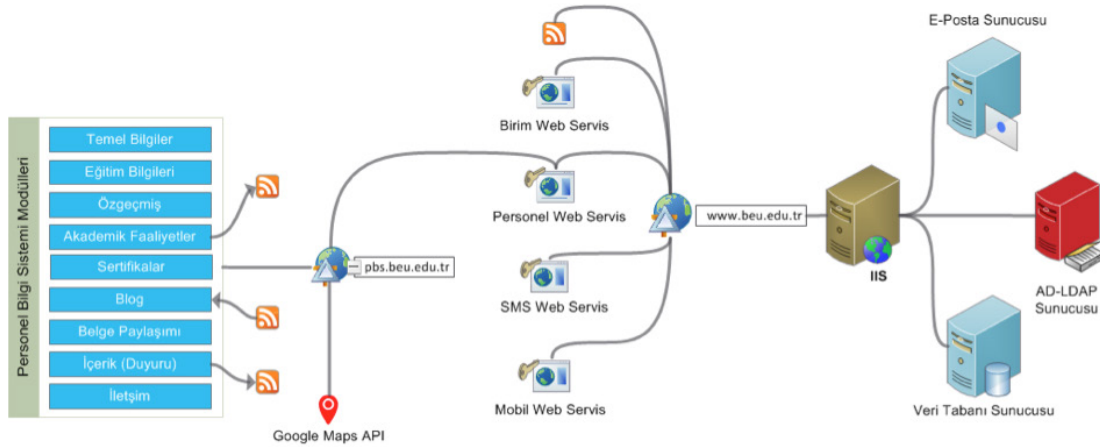 Personel Bilgi Sistemi Modülleri
Temel Bilgiler
Eğitim Bilgileri
Özgeçmiş
Akademik Faaliyetler
Sertifikalar
Blog
Belge Paylaşımı
İçerik (Duyuru)
İletişim
pbs.beu.edu.tr
Google Maps API
Birim Web Servis
Personel Web Servis
SMS Web Servis
Mobil Web Servis
www.beu.edu.tr
IIS
E-Posta Sunucusu
AD-LDAP
Sunucusu
Veri Tabanı Sunucusu